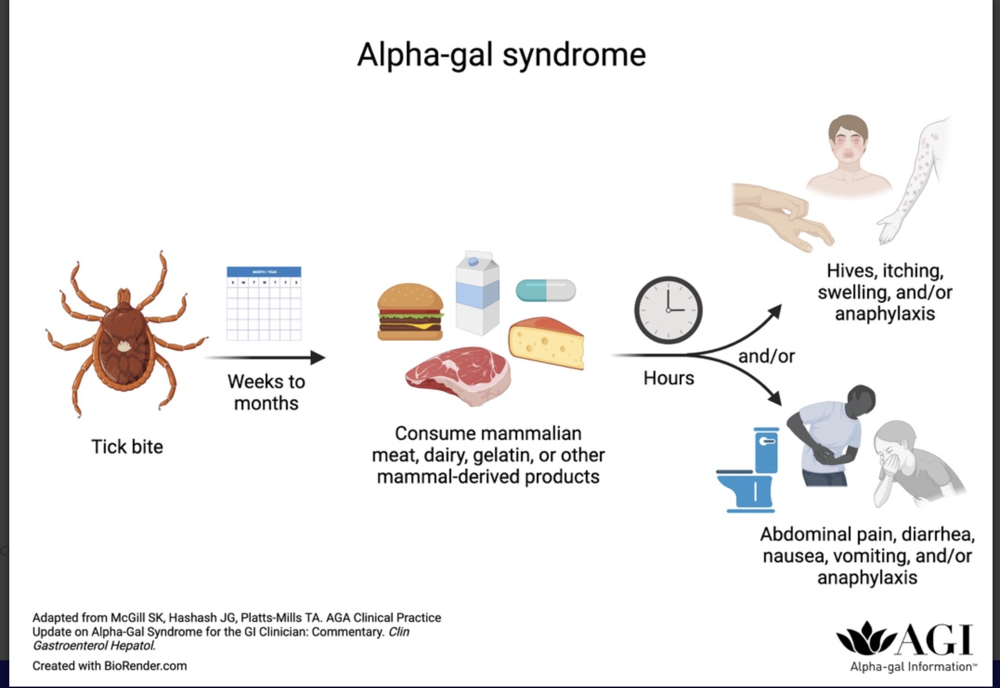 Alpha-gal syndrome
MONTH / YEAR
S M T W T F S
Weeks to
months
Tick bite
Consume mammalian
meat, dairy, gelatin, or other
mammal-derived products
Hours
and/or
Hives, itching,
swelling, and/or
anaphylaxis
Abdominal pain, diarrhea,
nausea, vomiting, and/or
anaphylaxis
Adapted from McGill SK, Hashash JG, Platts-Mills TA. AGA Clinical Practice
Update on Alpha-Gal Syndrome for the GI Clinician: Commentary. Clin
Gastroenterol Hepatol.
Created with BioRender.com
AGI
Alpha-gal Information™